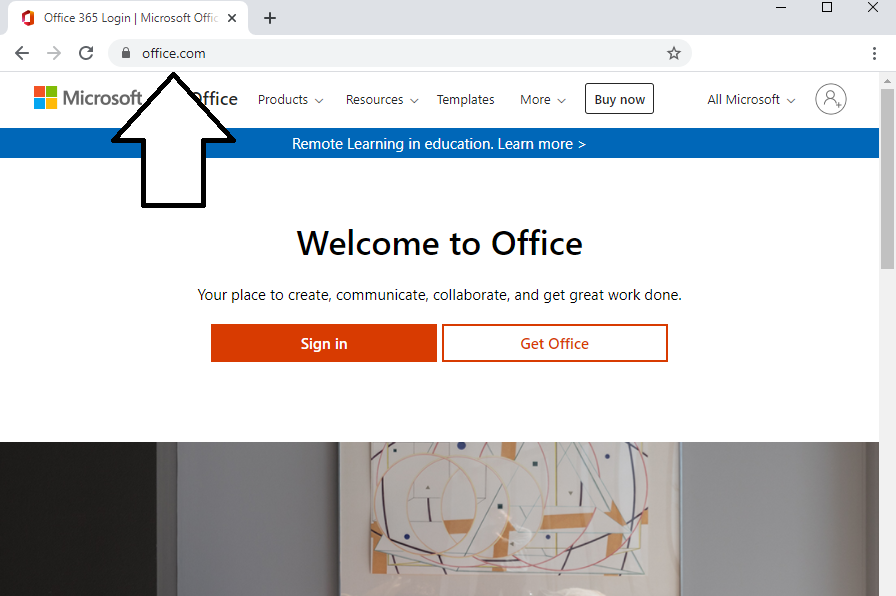 Office 365 Login | Microsoft Offic
office.com
Microsoft Office Products Resources Templates More Buy now All Microsoft
Remote Learning in education. Learn more >
Welcome to Office
Your place to create, communicate, collaborate, and get great work done.
Sign in Get Office